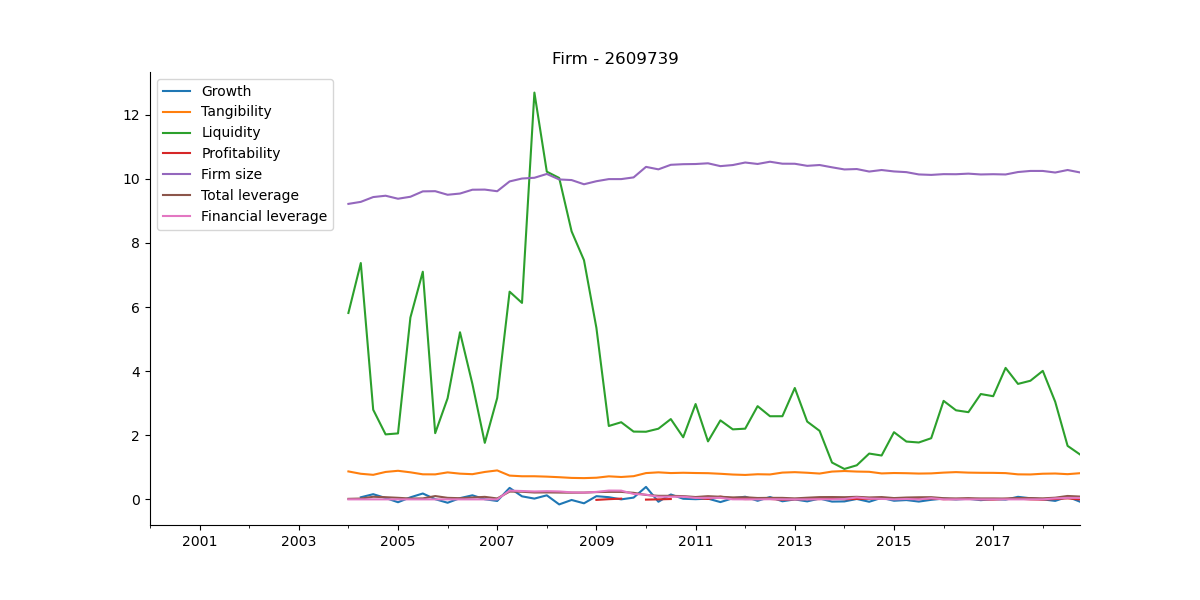 Firm - 2609739
Growth
Tangibility
Liquidity
Profitability
Firm size
Total leverage
Financial leverage
12
10
8
6
4
2
0
2001 2003 2005 2007 2009 2011 2013 2015 2017